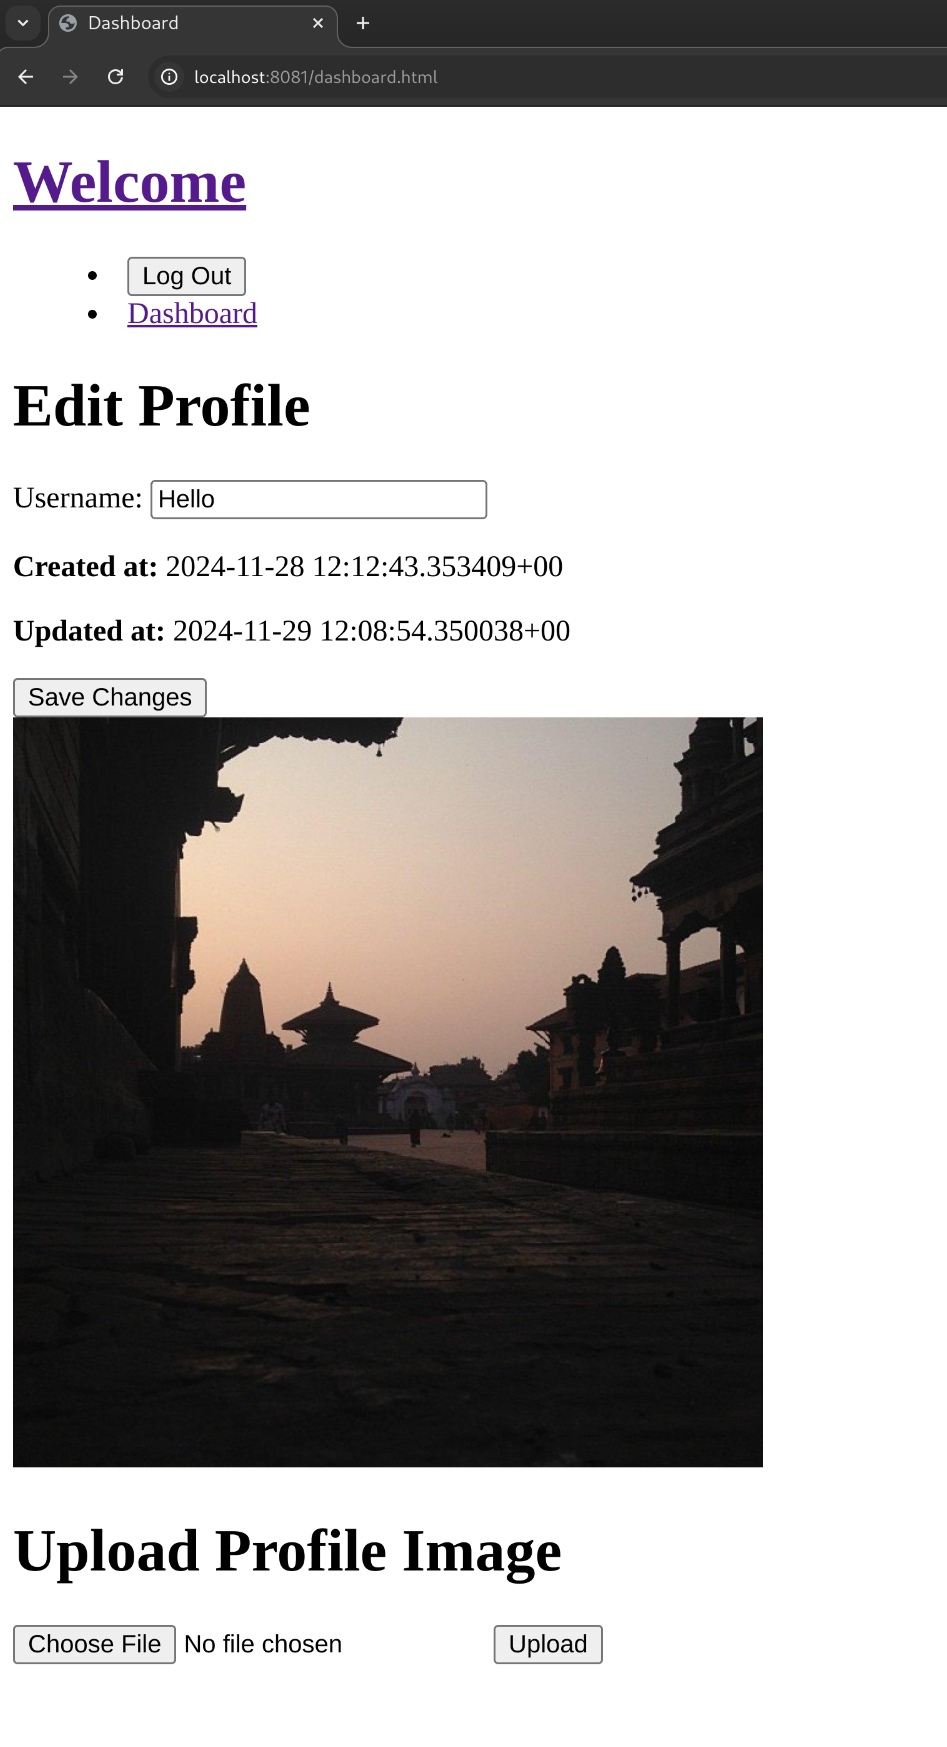 Dashboard
localhost:8081/dashboard.html
Welcome
Log Out
Dashboard
Edit Profile
Username: Hello
Created at: 2024-11-28 12:12:43.353409+00
Updated at: 2024-11-29 12:08:54.350038+00
Save Changes
Upload Profile Image
Choose File No file chosen Upload